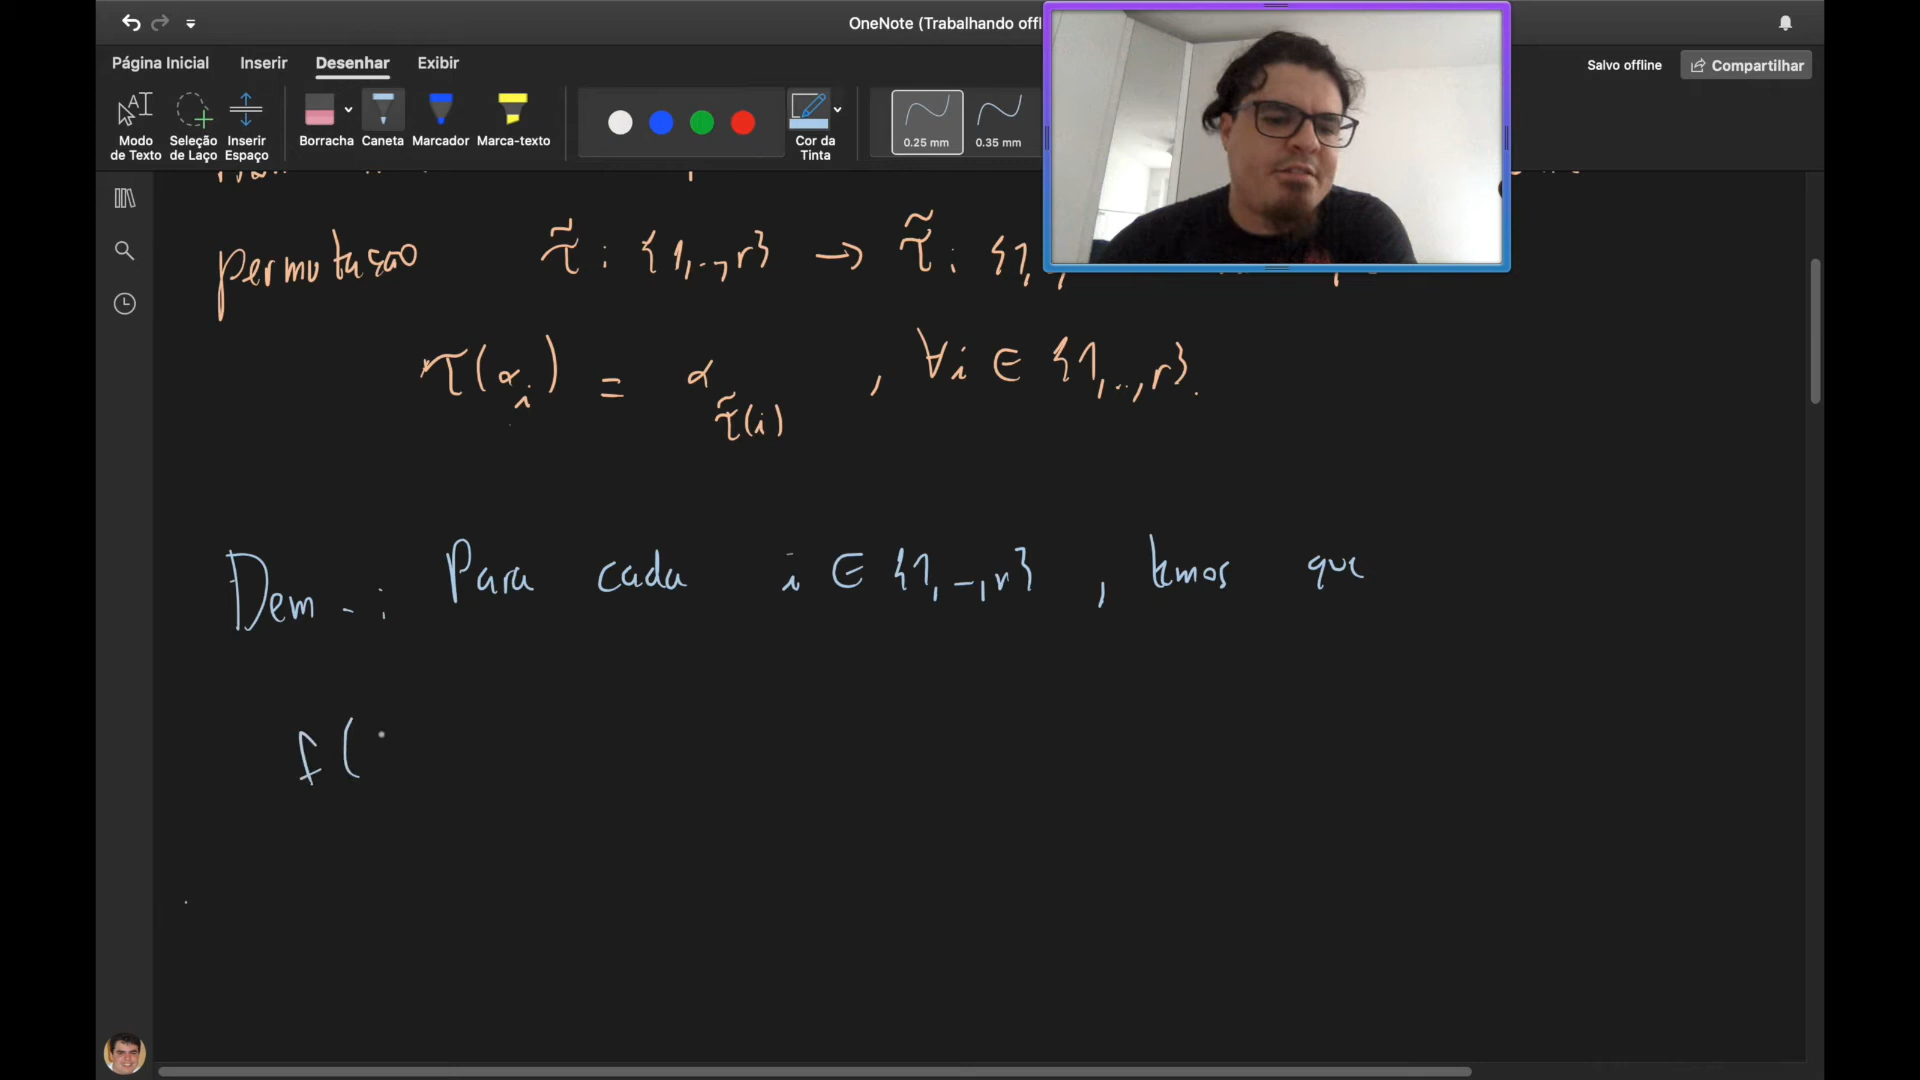 OneNote (Trabalhando offl
Página Inicial Inserir Desenhar Exibir
Salvo offline Compartilhar
Modo de Texto
Seleção de Laço
Inserir Espaço
Borracha
Caneta
Marcador
Marca-texto
Cor da Tinta
0.25 mm
0.35 mm
permutação τ̃ : {1,..,r} → τ̃ : {1,
τ(α_i) = α_τ̃(i) , ∀i ∈ {1,..,r}.
Dem.: Para cada i ∈ {1,..,r} , temos que
f(